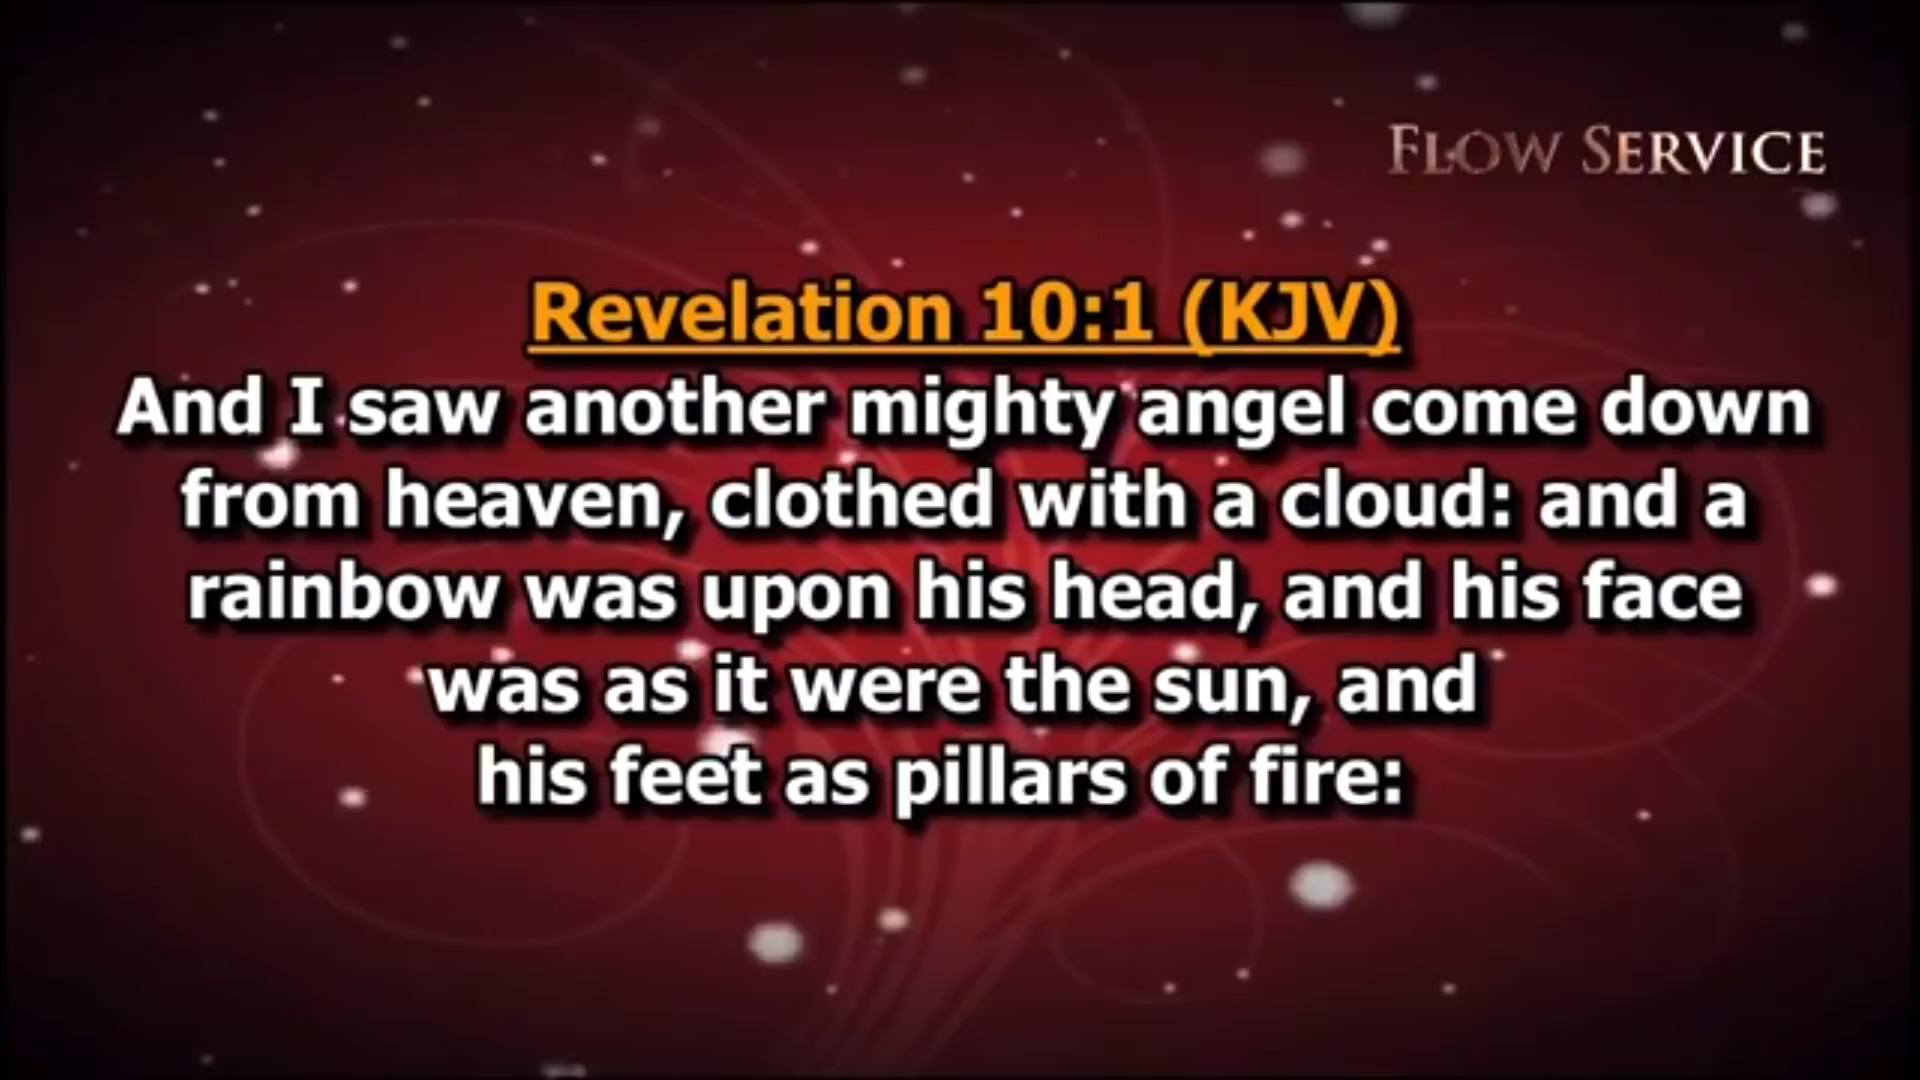 FLOW SERVICE
Revelation 10:1 (KJV)
And I saw another mighty angel come down
from heaven, clothed with a cloud: and a
rainbow was upon his head, and his face
was as it were the sun, and
his feet as pillars of fire: